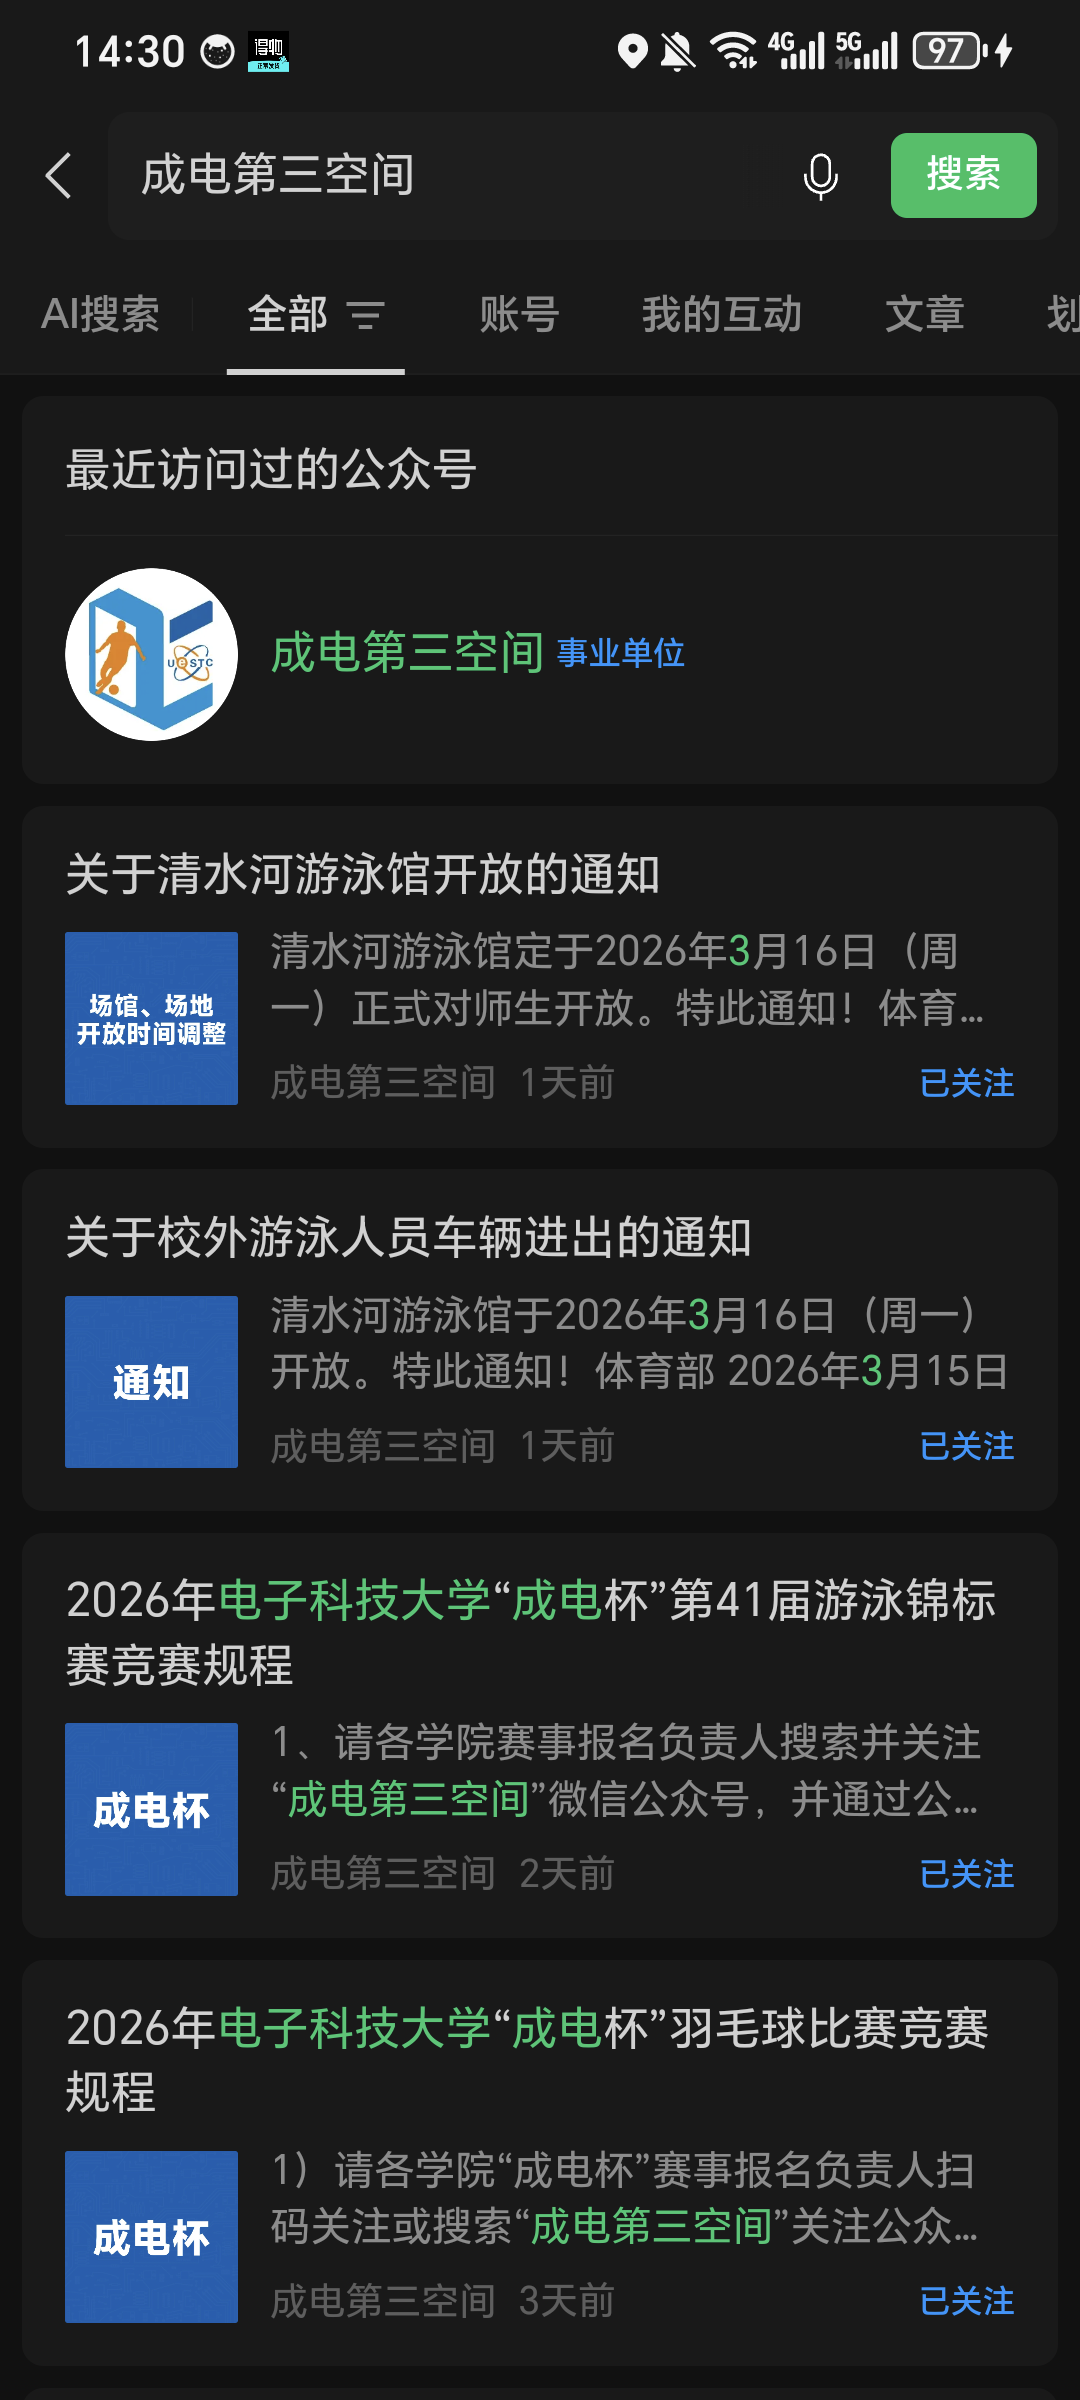 14:30
得物
正常发货
4G
5G
97
成电第三空间
搜索
AI搜索
全部
账号
我的互动
文章
划
最近访问过的公众号
UeSTC
成电第三空间 事业单位
关于清水河游泳馆开放的通知
场馆、场地
开放时间调整
清水河游泳馆定于2026年3月16日（周
一）正式对师生开放。特此通知！体育...
成电第三空间 1天前
已关注
关于校外游泳人员车辆进出的通知
通知
清水河游泳馆于2026年3月16日（周一）
开放。特此通知！体育部 2026年3月15日
成电第三空间 1天前
已关注
2026年电子科技大学“成电杯”第41届游泳锦标
赛竞赛规程
成电杯
1、请各学院赛事报名负责人搜索并关注
“成电第三空间”微信公众号，并通过公...
成电第三空间 2天前
已关注
2026年电子科技大学“成电杯”羽毛球比赛竞赛
规程
成电杯
1）请各学院“成电杯”赛事报名负责人扫
码关注或搜索“成电第三空间”关注公众...
成电第三空间 3天前
已关注